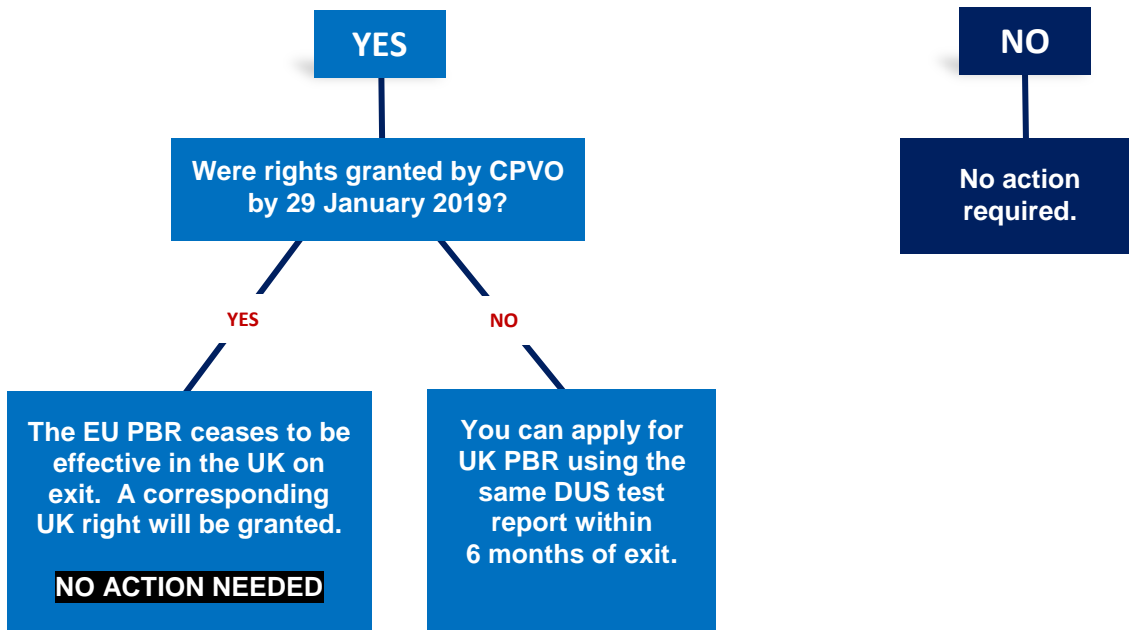 YES
Were rights granted by CPVO
by 29 January 2019?
YES
NO
The EU PBR ceases to be
effective in the UK on
exit. A corresponding
UK right will be granted.
NO ACTION NEEDED
You can apply for
UK PBR using the
same DUS test
report within
6 months of exit.
NO
No action
required.